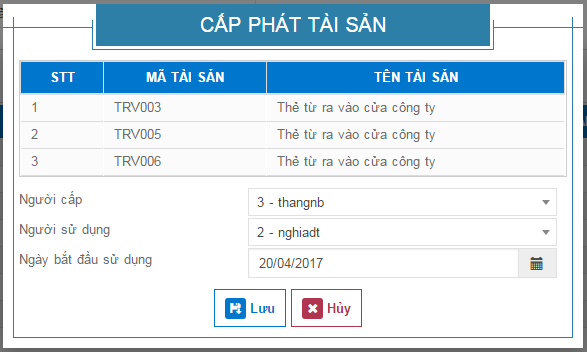 CẤP PHÁT TÀI SẢN
STT MÃ TÀI SẢN TÊN TÀI SẢN
1 TRV003 Thẻ từ ra vào cửa công ty
2 TRV005 Thẻ từ ra vào cửa công ty
3 TRV006 Thẻ từ ra vào cửa công ty
Người cấp 3 - thangnb
Người sử dụng 2 - nghiadt
Ngày bắt đầu sử dụng 20/04/2017
Lưu Hủy